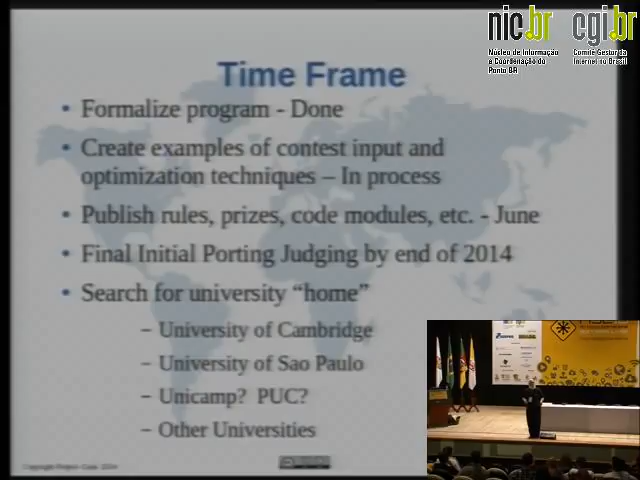 nic.br cgi.br
Núcleo de Informação
e Coordenação do
Ponto BR
Comitê Gestor da
Internet no Brasil
Time Frame
• Formalize program - Done
• Create examples of contest input and
optimization techniques – In process
• Publish rules, prizes, code modules, etc. - June
• Final Initial Porting Judging by end of 2014
• Search for university “home”
– University of Cambridge
– University of Sao Paulo
– Unicamp? PUC?
– Other Universities